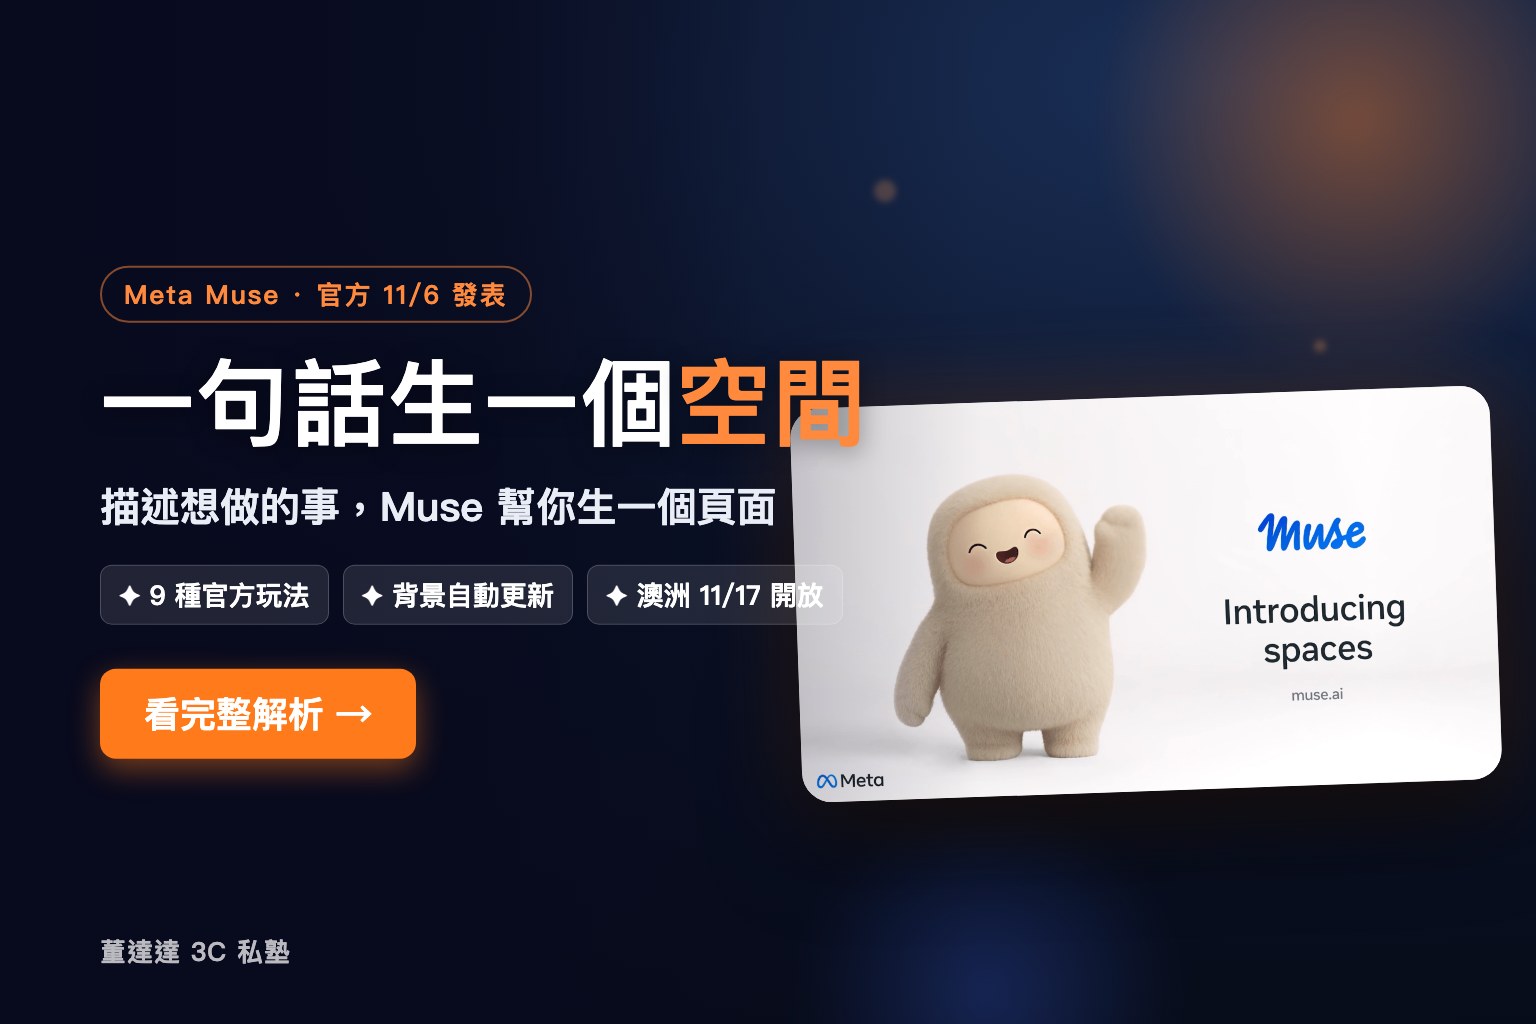 Meta Muse · 官方 11/6 發表
一句話生一個空間
描述想做的事，Muse 幫你生一個頁面
✦ 9 種官方玩法
✦ 背景自動更新
✦ 澳洲 11/17 開放
看完整解析 →
Muse
Introducing
spaces
muse.ai
Meta
董達達 3C 私塾